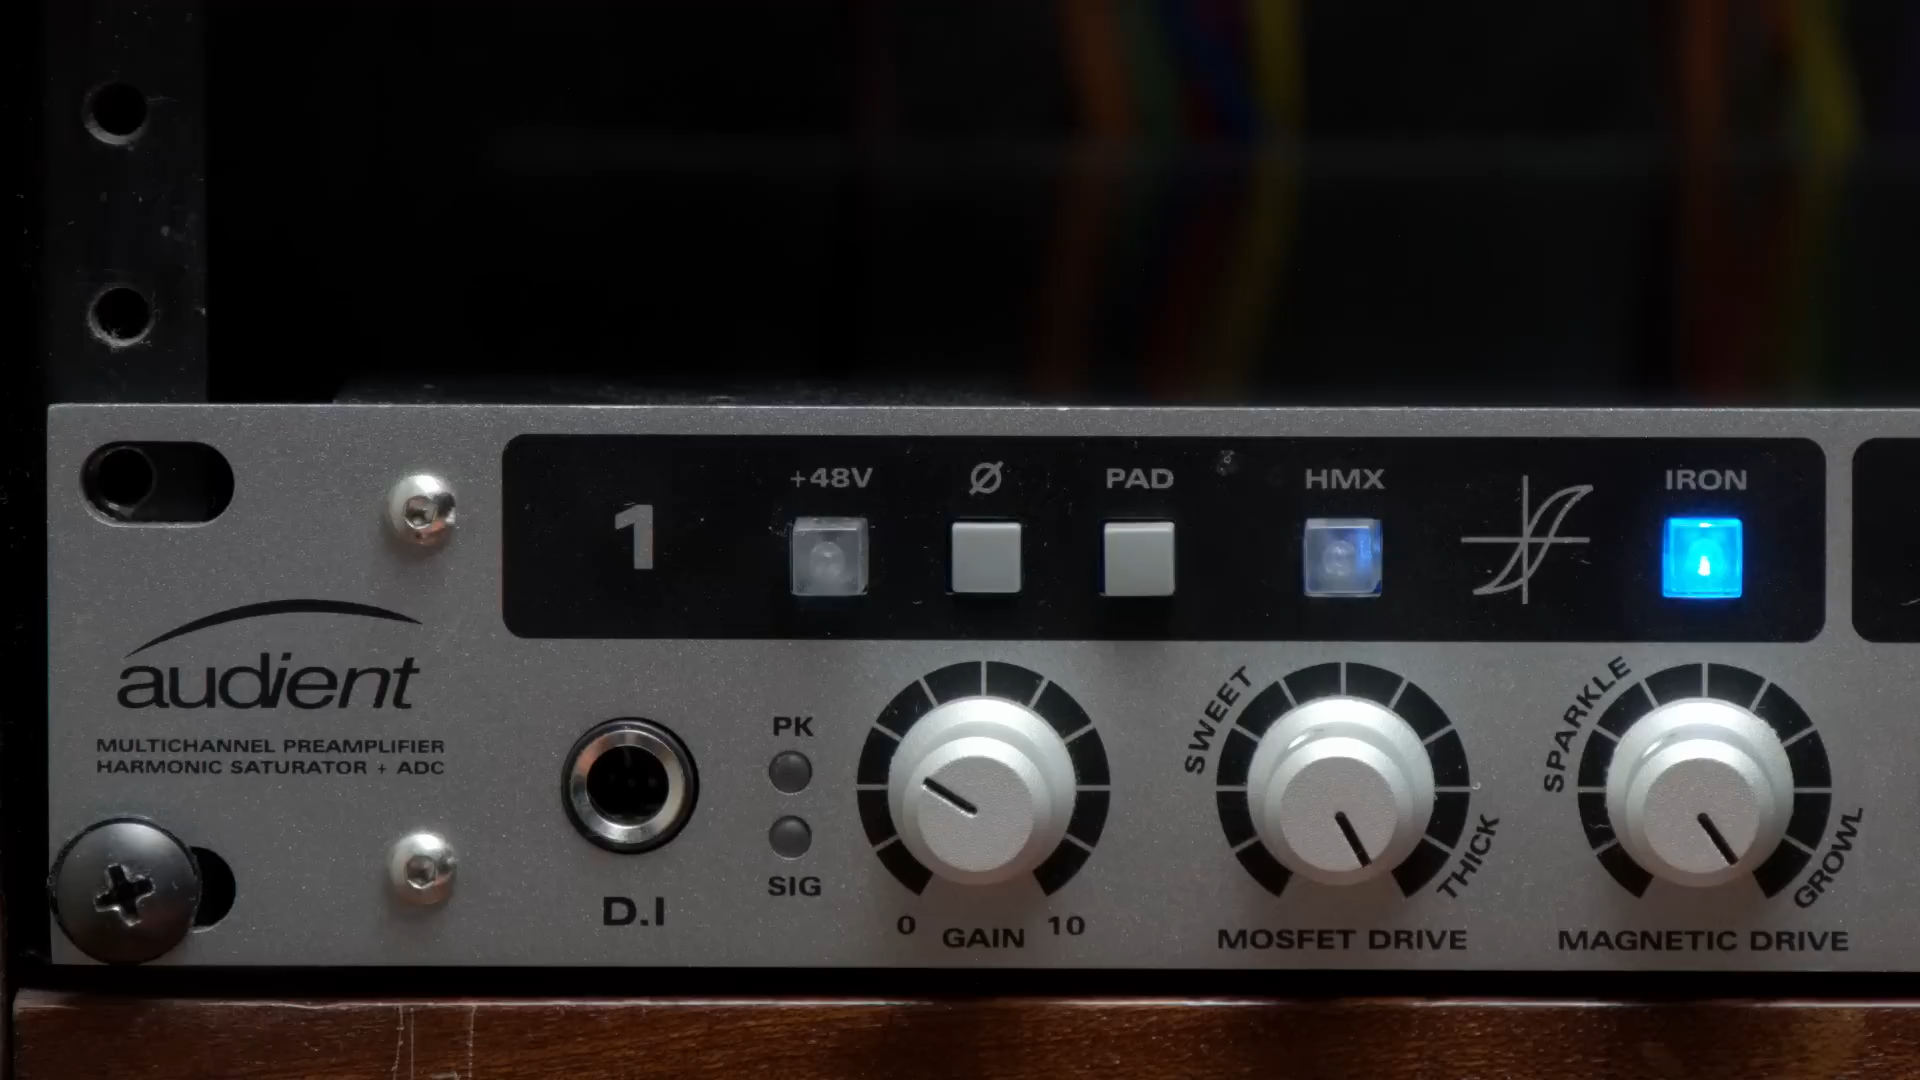 +48V Ø PAD HMX IRON
1
audient
MULTICHANNEL PREAMPLIFIER
HARMONIC SATURATOR + ADC
D.I
PK
SIG
0 GAIN 10
SWEET
THICK
MOSFET DRIVE
SPARKLE
GROWL
MAGNETIC DRIVE